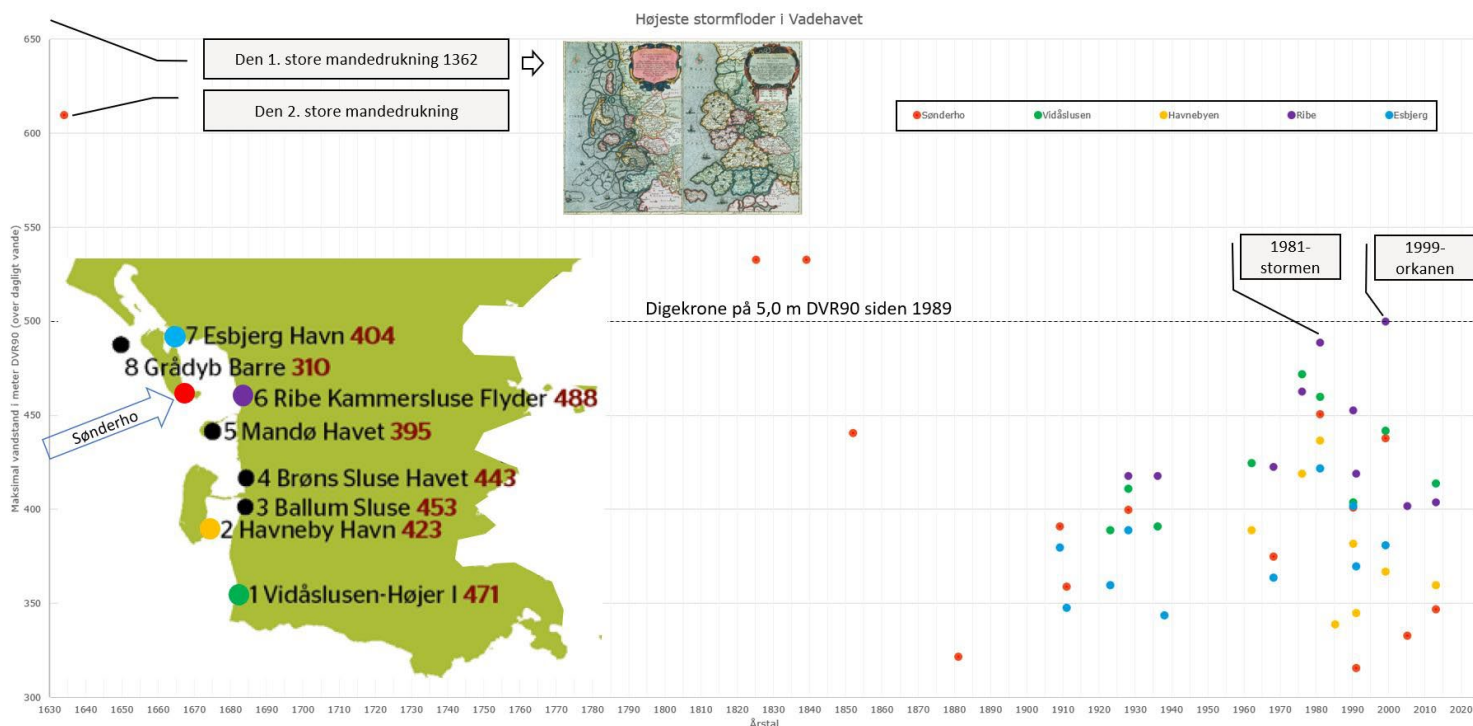 Højeste stormfloder i Vadehavet
Den 1. store mandedrukning 1362
Den 2. store mandedrukning
Sønderho
Vidåslusen
Havnebyen
Ribe
Esbjerg
1981-
stormen
1999-
orkanen
Digekrone på 5,0 m DVR90 siden 1989
7 Esbjerg Havn 404
8 Grådyb Barre 310
6 Ribe Kammersluse Flyder 488
Sønderho
5 Mandø Havet 395
4 Brøns Sluse Havet 443
3 Ballum Sluse 453
2 Havneby Havn 423
1 Vidåslusen-Højer I 471
Maksimal vandstand i meter DVR90 (over dagligt vande)
650
600
550
500
450
400
350
300
1630 1640 1650 1660 1670 1680 1690 1700 1710 1720 1730 1740 1750 1760 1770 1780 1790 1800 1810 1820 1830 1840 1850 1860 1870 1880 1890 1900 1910 1920 1930 1940 1950 1960 1970 1980 1990 2000 2010 2020
Årstal